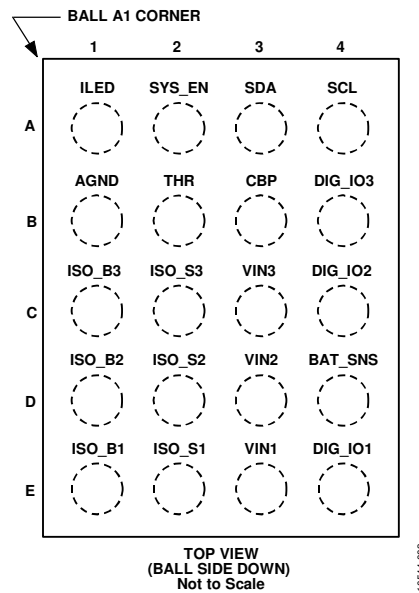 BALL A1 CORNER
1 2 3 4
ILED SYS_EN SDA SCL
A
AGND THR CBP DIG_IO3
B
ISO_B3 ISO_S3 VIN3 DIG_IO2
C
ISO_B2 ISO_S2 VIN2 BAT_SNS
D
ISO_B1 ISO_S1 VIN1 DIG_IO1
E
TOP VIEW
(BALL SIDE DOWN)
Not to Scale